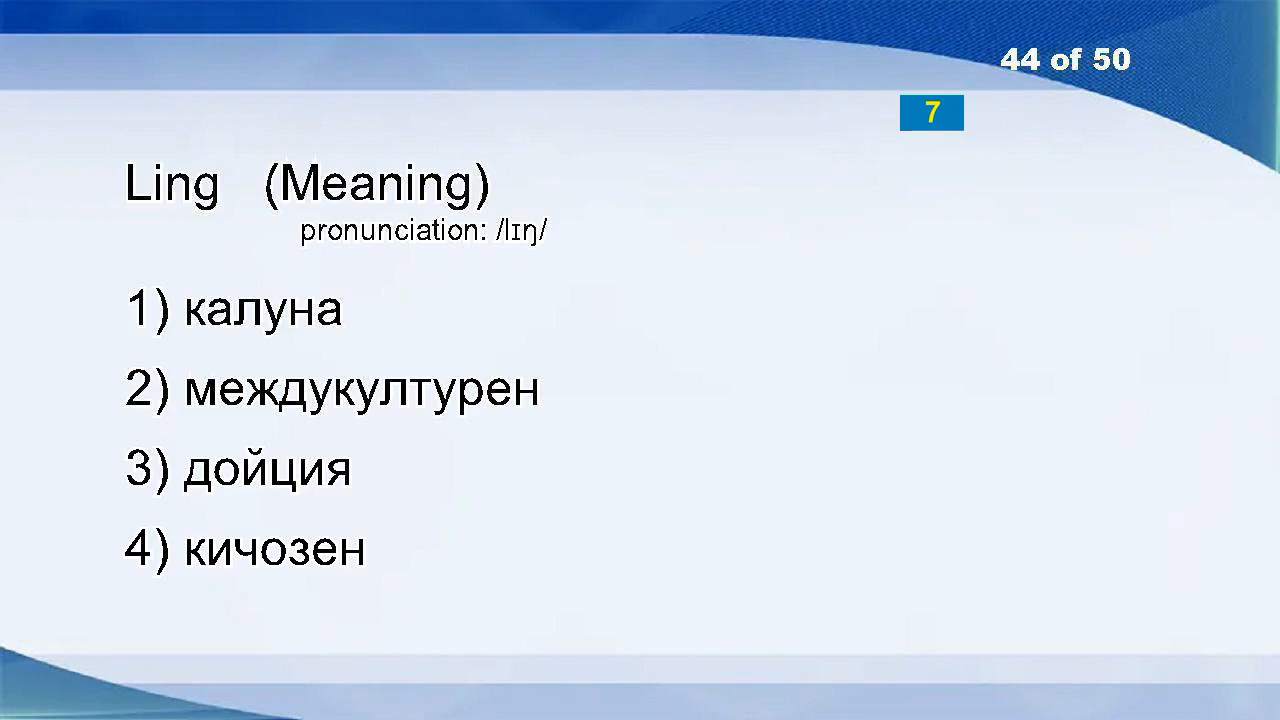 44 of 50
7
Ling (Meaning)
pronunciation: /lɪŋ/
1) калуна
2) междукултурен
3) дойция
4) кичозен